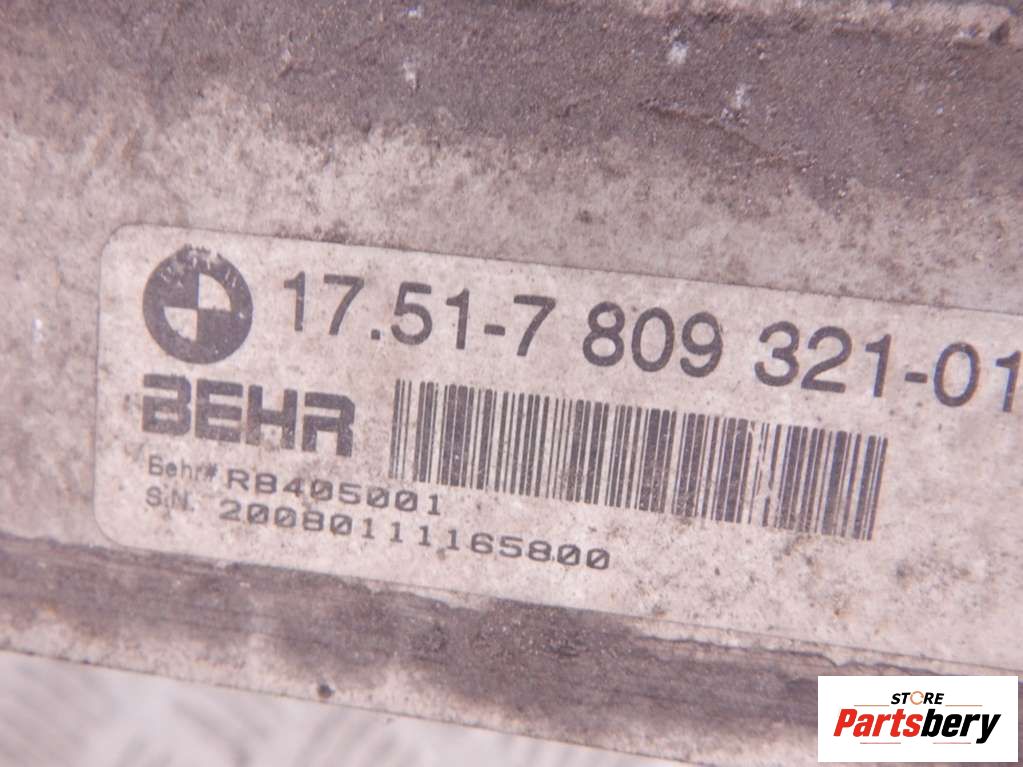 17.51-7 809 321-01
BEHR
Behr# R8405001
S.N. 20080111165800
STORE
Partsbery